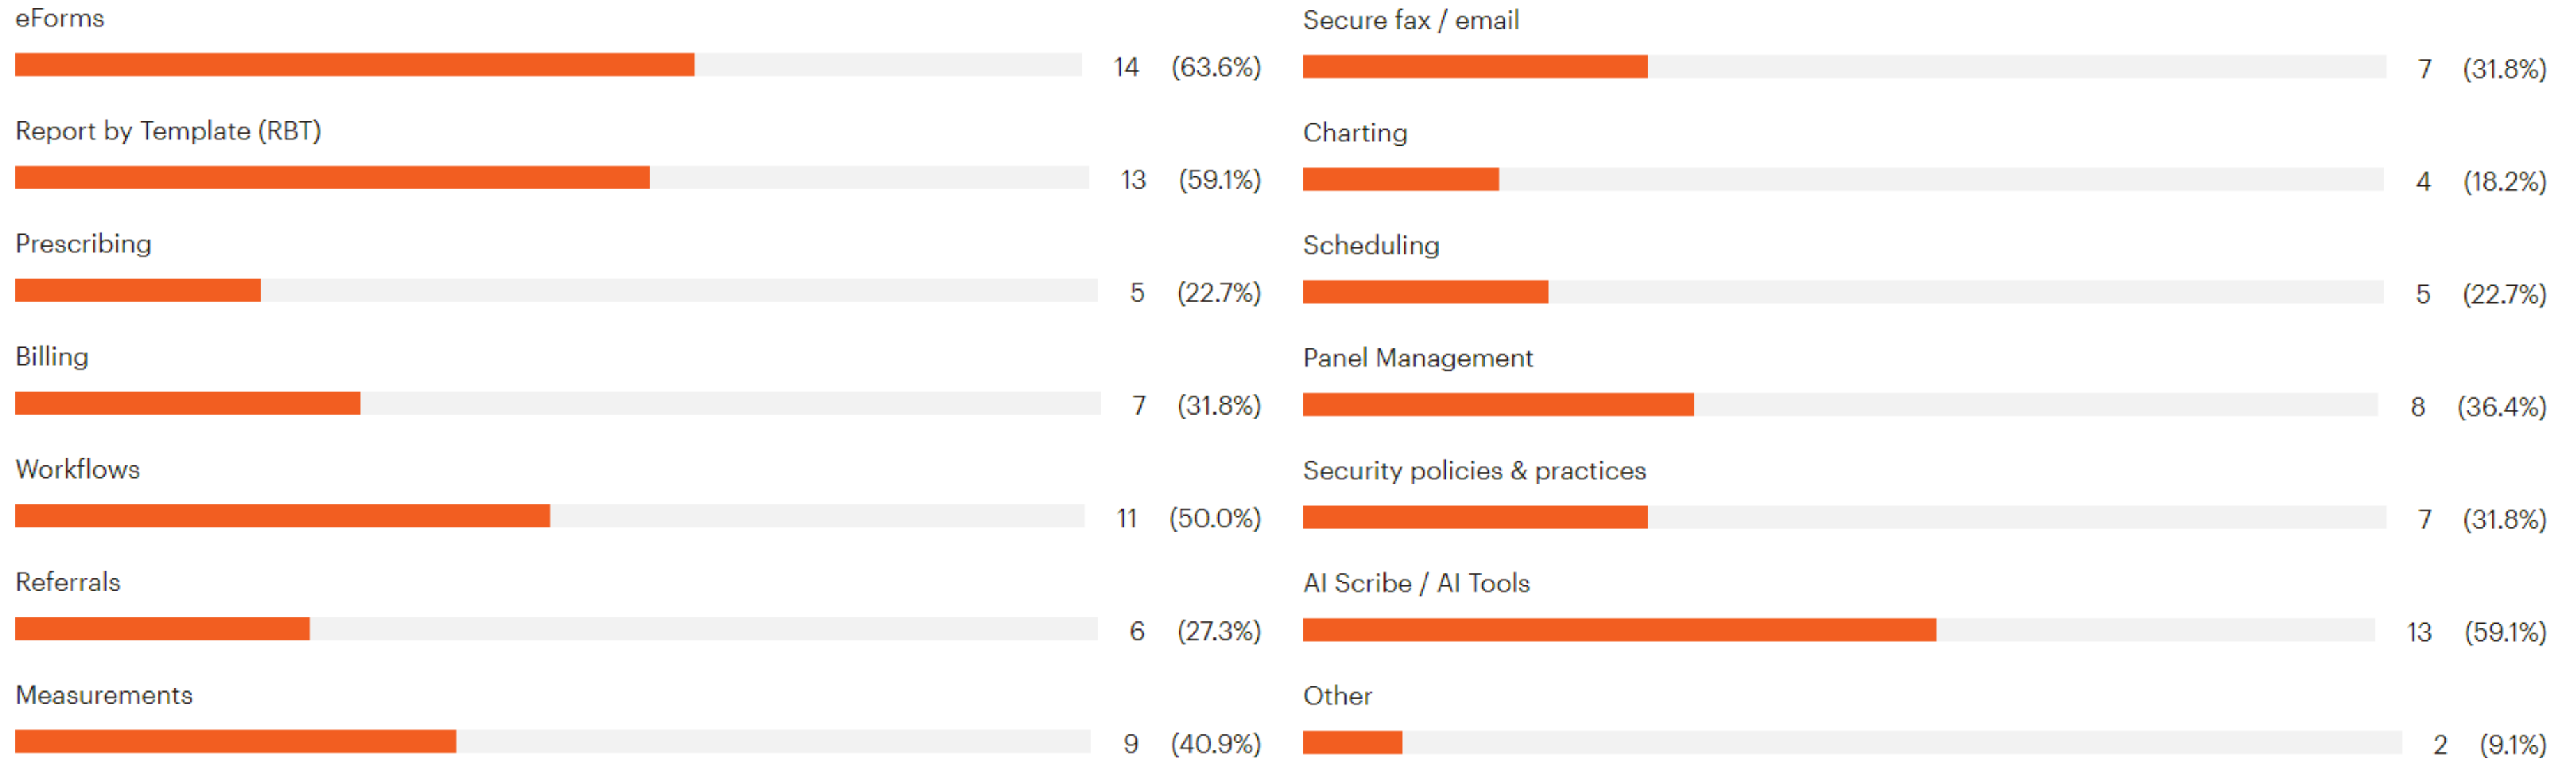 eForms
14 (63.6%)
Report by Template (RBT)
13 (59.1%)
Prescribing
5 (22.7%)
Billing
7 (31.8%)
Workflows
11 (50.0%)
Referrals
6 (27.3%)
Measurements
9 (40.9%)
Secure fax / email
7 (31.8%)
Charting
4 (18.2%)
Scheduling
5 (22.7%)
Panel Management
8 (36.4%)
Security policies & practices
7 (31.8%)
AI Scribe / AI Tools
13 (59.1%)
Other
2 (9.1%)